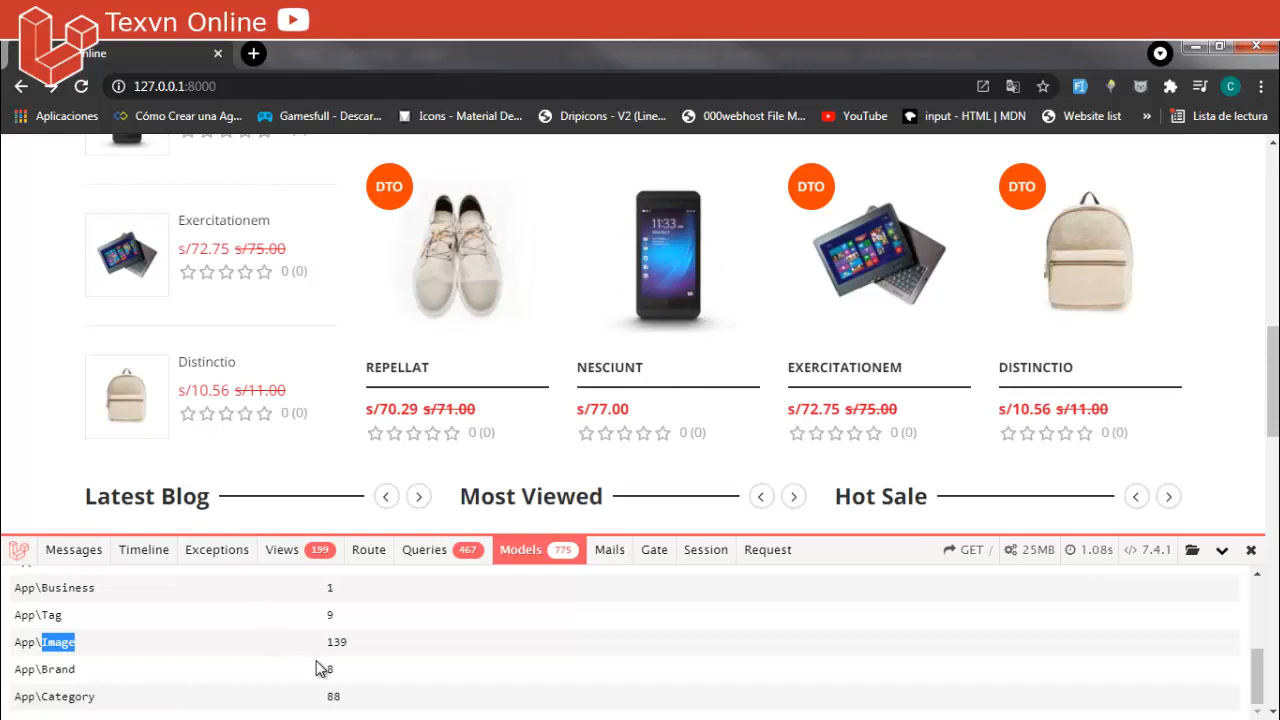 Texvn Online
nline
127.0.0.1:8000
Aplicaciones
Cómo Crear una Ag...
Gamesfull - Descar...
Icons - Material De...
Dripicons - V2 (Line...
000webhost File M...
YouTube
input - HTML | MDN
Website list
»
Lista de lectura
C
Exercitationem
s/72.75 s/75.00
0 (0)
Distinctio
s/10.56 s/11.00
0 (0)
DTO
REPELLAT
s/70.29 s/71.00
0 (0)
11:33
NESCIUNT
s/77.00
0 (0)
DTO
EXERCITATIONEM
s/72.75 s/75.00
0 (0)
DTO
DISTINCTIO
s/10.56 s/11.00
0 (0)
Latest Blog
Most Viewed
Hot Sale
Messages Timeline Exceptions Views 199 Route Queries 467 Models 775 Mails Gate Session Request GET / 25MB 1.08s 7.4.1
App\Business 1
App\Tag 9
App\Image 139
App\Brand 8
App\Category 88